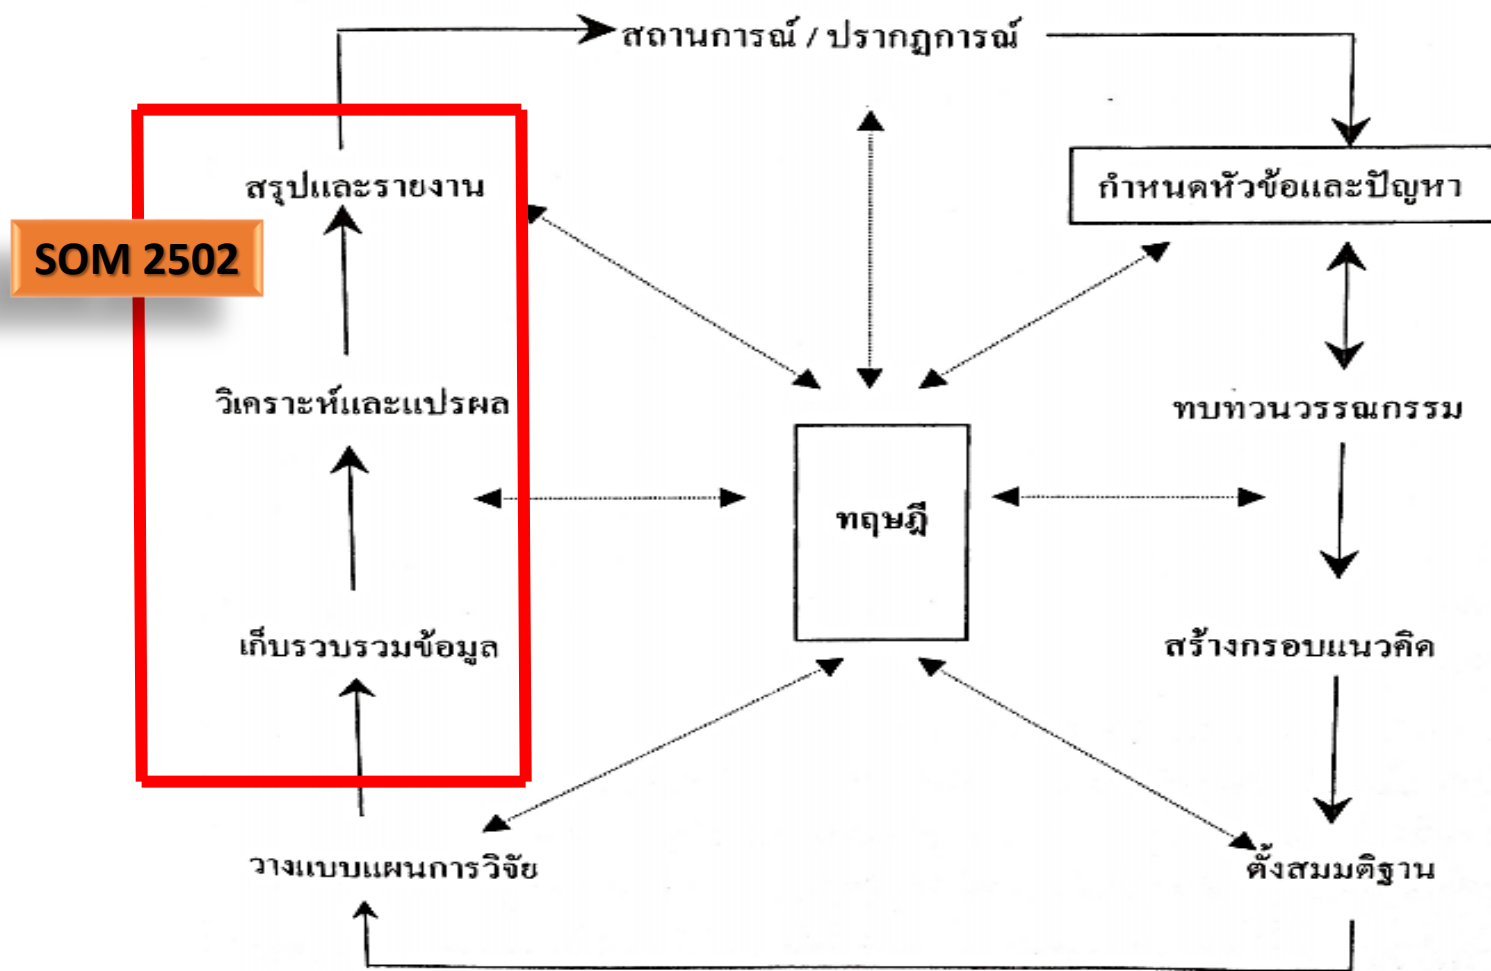 สถานการณ์ / ปรากฏการณ์
สรุปและรายงาน
กำหนดหัวข้อและปัญหา
SOM 2502
วิเคราะห์และแปรผล
ทบทวนวรรณกรรม
ทฤษฎี
เก็บรวบรวมข้อมูล
สร้างกรอบแนวคิด
วางแบบแผนการวิจัย
ตั้งสมมติฐาน